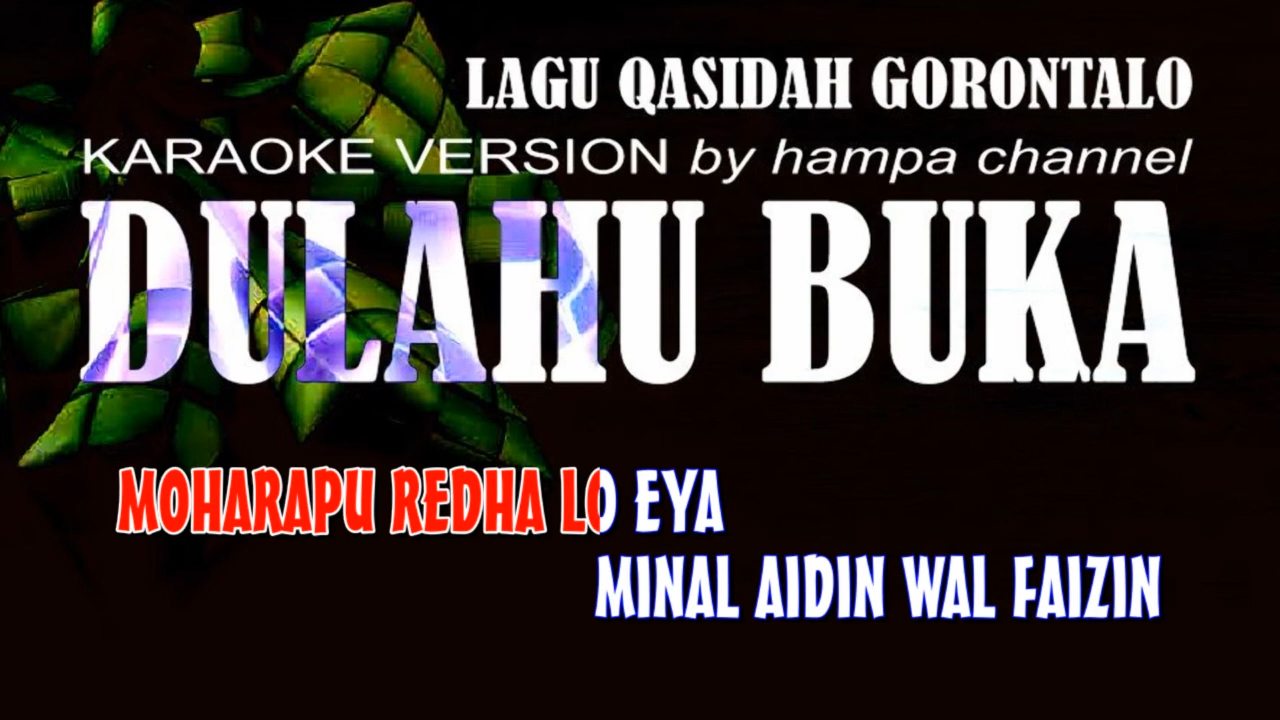 LAGU QASIDAH GORONTALO
KARAOKE VERSION by hampa channel
DULAHU BUKA
MOHARAPU REDHA LO EYA
MINAL AIDIN WAL FAIZIN